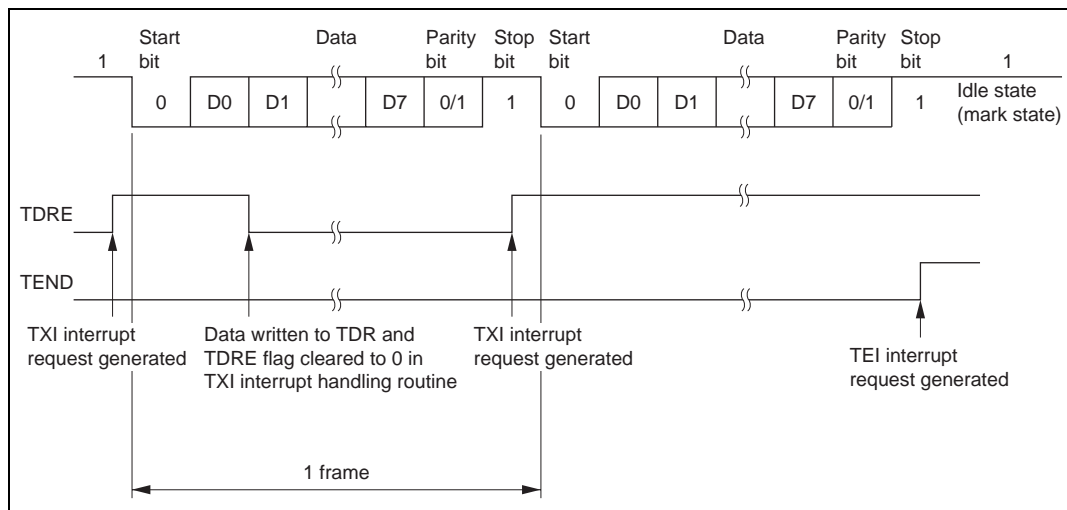 Start bit
Data
Parity bit
Stop bit
Start bit
Data
Parity bit
Stop bit
1
1
0
D0
D1
D7
0/1
1
0
D0
D1
D7
0/1
1
Idle state
(mark state)
TDRE
TEND
TXI interrupt
request generated
Data written to TDR and
TDRE flag cleared to 0 in
TXI interrupt handling routine
TXI interrupt
request generated
TEI interrupt
request generated
1 frame